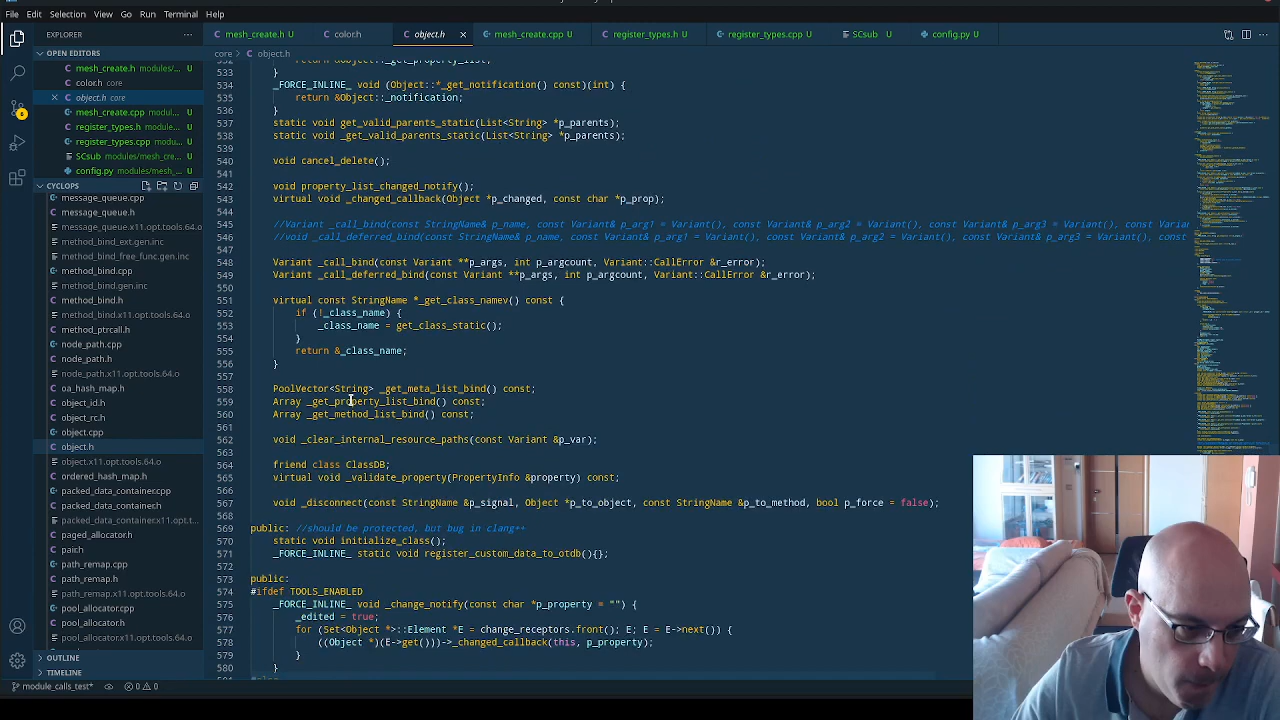 File Edit Selection View Go Run Terminal Help
EXPLORER ···
mesh_create.h U color.h object.h × mesh_create.cpp U register_types.h U register_types.cpp U SCsub U config.py U
core > object.h
OPEN EDITORS
mesh_create.h modules/... U
color.h core
× object.h core
mesh_create.cpp modul... U
register_types.h modul... U
register_types.cpp mo... U
SCsub modules/mesh_cr... U
config.py modules/mesh... U
CYCLOPS
message_queue.cpp
message_queue.h
message_queue.x11.opt.tools.6...
method_bind_ext.gen.inc
method_bind_free_func.gen.inc
method_bind.cpp
method_bind.gen.inc
method_bind.h
method_bind.x11.opt.tools.64.o
method_ptrcall.h
node_path.cpp
node_path.h
node_path.x11.opt.tools.64.o
oa_hash_map.h
object_id.h
object_rc.h
object.cpp
object.h
object.x11.opt.tools.64.o
ordered_hash_map.h
packed_data_container.cpp
packed_data_container.h
packed_data_container.x11.opt.t...
paged_allocator.h
pair.h
path_remap.cpp
path_remap.h
path_remap.x11.opt.tools.64.o
pool_allocator.cpp
pool_allocator.h
pool_allocator.x11.opt.tools.64.o
OUTLINE
TIMELINE
module_calls_test* 0 0
532 return &Object::_get_property_list;
533 }
534 _FORCE_INLINE_ void (Object::*_get_notification() const)(int) {
535 return &Object::_notification;
536 }
537 static void get_valid_parents_static(List<String> *p_parents);
538 static void _get_valid_parents_static(List<String> *p_parents);
539
540 void cancel_delete();
541
542 void property_list_changed_notify();
543 virtual void _changed_callback(Object *p_changed, const char *p_prop);
544
545 //Variant _call_bind(const StringName& p_name, const Variant& p_arg1 = Variant(), const Variant& p_arg2 = Variant(), const Variant& p_arg3 = Variant(), const Var
546 //void _call_deferred_bind(const StringName& p_name, const Variant& p_arg1 = Variant(), const Variant& p_arg2 = Variant(), const Variant& p_arg3 = Variant(), const
547
548 Variant _call_bind(const Variant **p_args, int p_argcount, Variant::CallError &r_error);
549 Variant _call_deferred_bind(const Variant **p_args, int p_argcount, Variant::CallError &r_error);
550
551 virtual const StringName *_get_class_namev() const {
552 if (!_class_name) {
553 _class_name = get_class_static();
554 }
555 return &_class_name;
556 }
557
558 PoolVector<String> _get_meta_list_bind() const;
559 Array _get_property_list_bind() const;
560 Array _get_method_list_bind() const;
561
562 void _clear_internal_resource_paths(const Variant &p_var);
563
564 friend class ClassDB;
565 virtual void _validate_property(PropertyInfo &property) const;
566
567 void _disconnect(const StringName &p_signal, Object *p_to_object, const StringName &p_to_method, bool p_force = false);
568
569 public: //should be protected, but bug in clang++
570 static void initialize_class();
571 _FORCE_INLINE_ static void register_custom_data_to_otdb(){};
572
573 public:
574 #ifdef TOOLS_ENABLED
575 _FORCE_INLINE_ void _change_notify(const char *p_property = "") {
576 _edited = true;
577 for (Set<Object *>::Element *E = change_receptors.front(); E; E = E->next()) {
578 ((Object *)(E->get()))->_changed_callback(this, p_property);
579 }
580 }